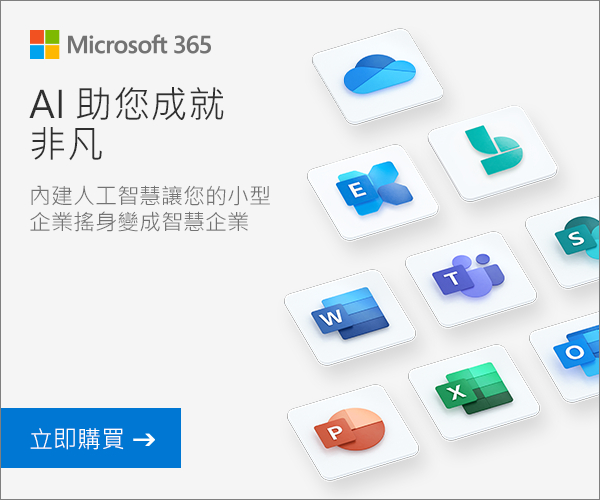 Microsoft 365
AI 助您成就
非凡
內建人工智慧讓您的小型
企業搖身變成智慧企業
E
S
T
W
O
X
P
立即購買 →